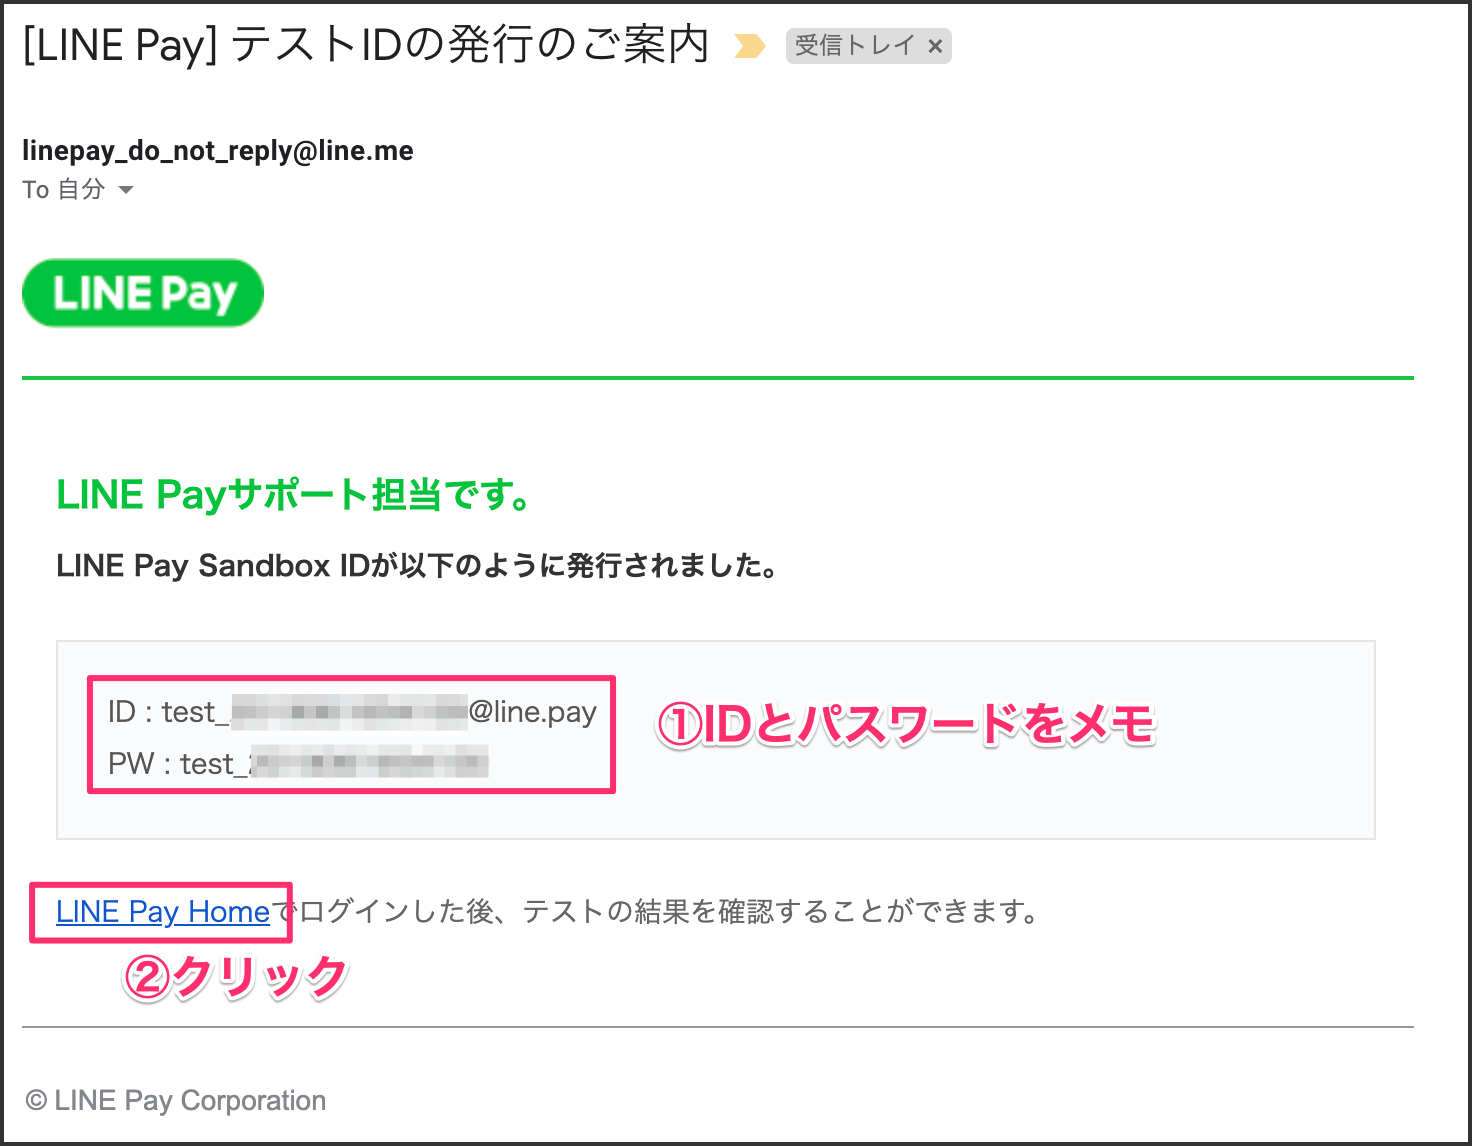 [LINE Pay] テストIDの発行のご案内 受信トレイ ×
linepay_do_not_reply@line.me
To 自分
LINE Pay
LINE Payサポート担当です。
LINE Pay Sandbox IDが以下のように発行されました。
ID : test_ @line.pay
①IDとパスワードをメモ
PW : test_
LINE Pay Homeでログインした後、テストの結果を確認することができます。
②クリック
© LINE Pay Corporation